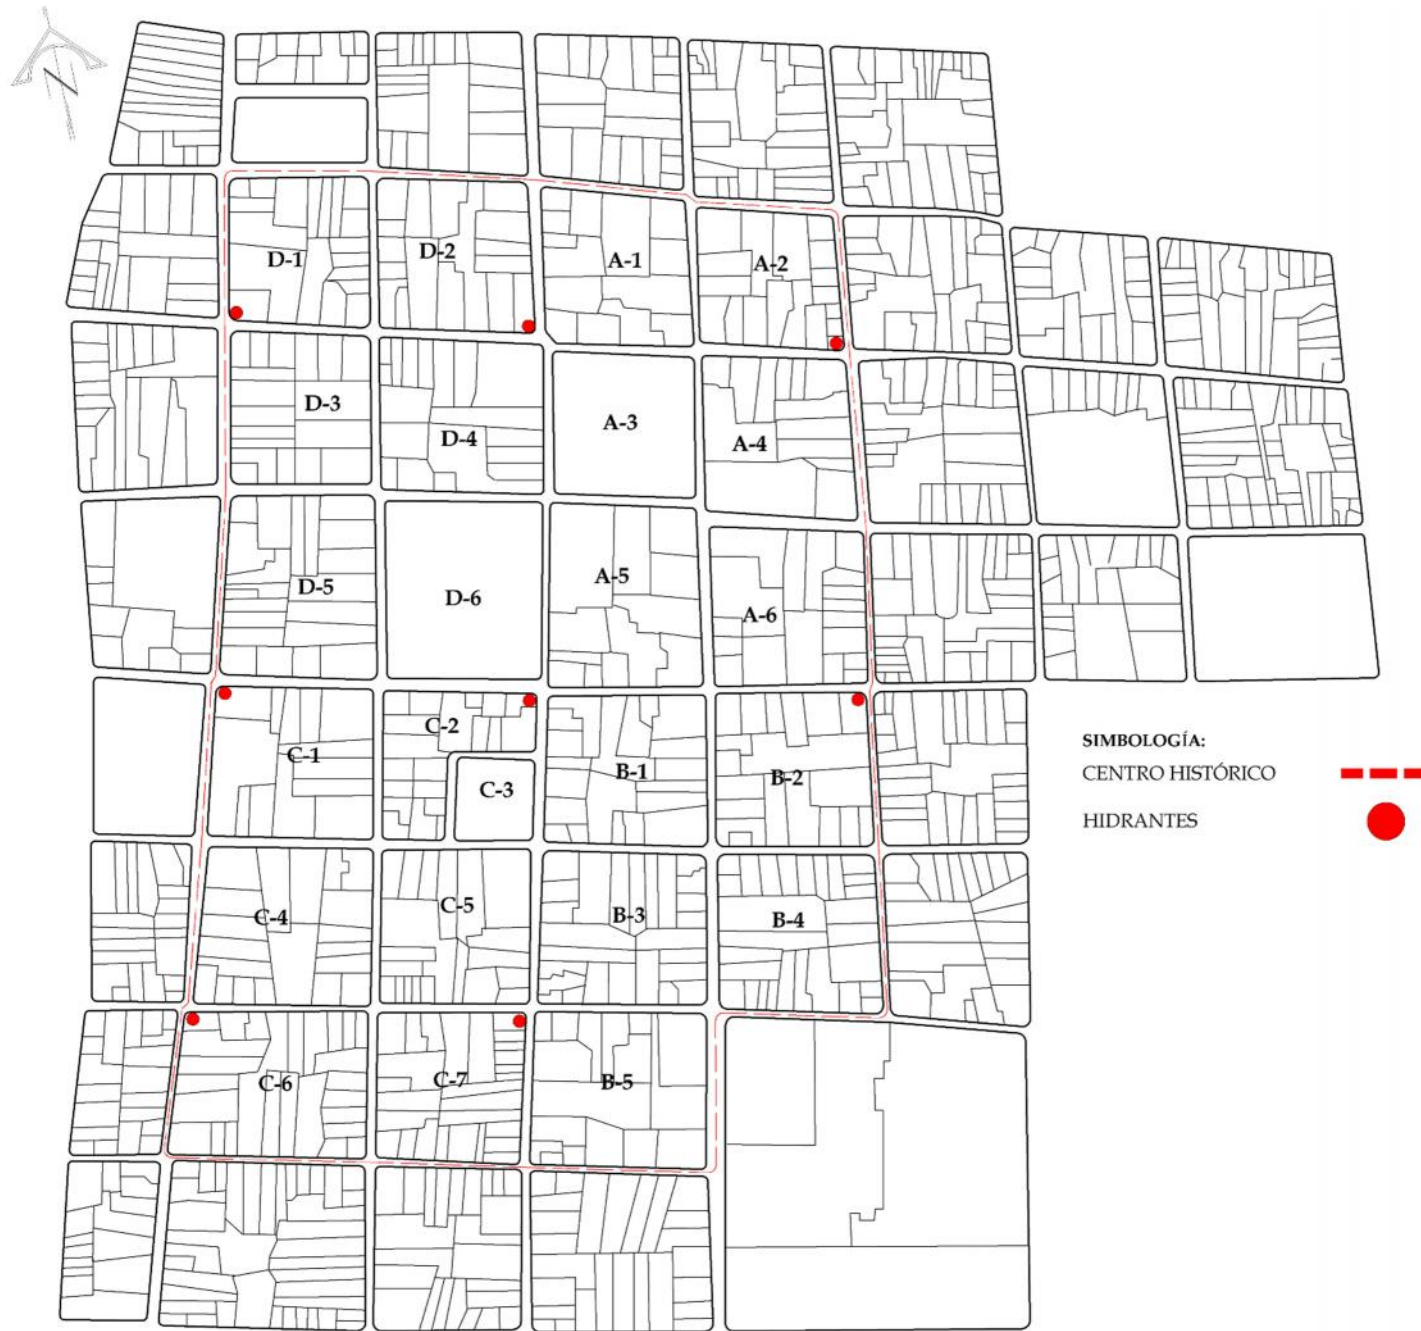 N
D-1
D-2
A-1
A-2
D-3
D-4
A-3
A-4
D-5
D-6
A-5
A-6
C-1
C-2
C-3
B-1
B-2
SIMBOLOGÍA:
CENTRO HISTÓRICO
HIDRANTES
C-4
C-5
B-3
B-4
C-6
C-7
B-5